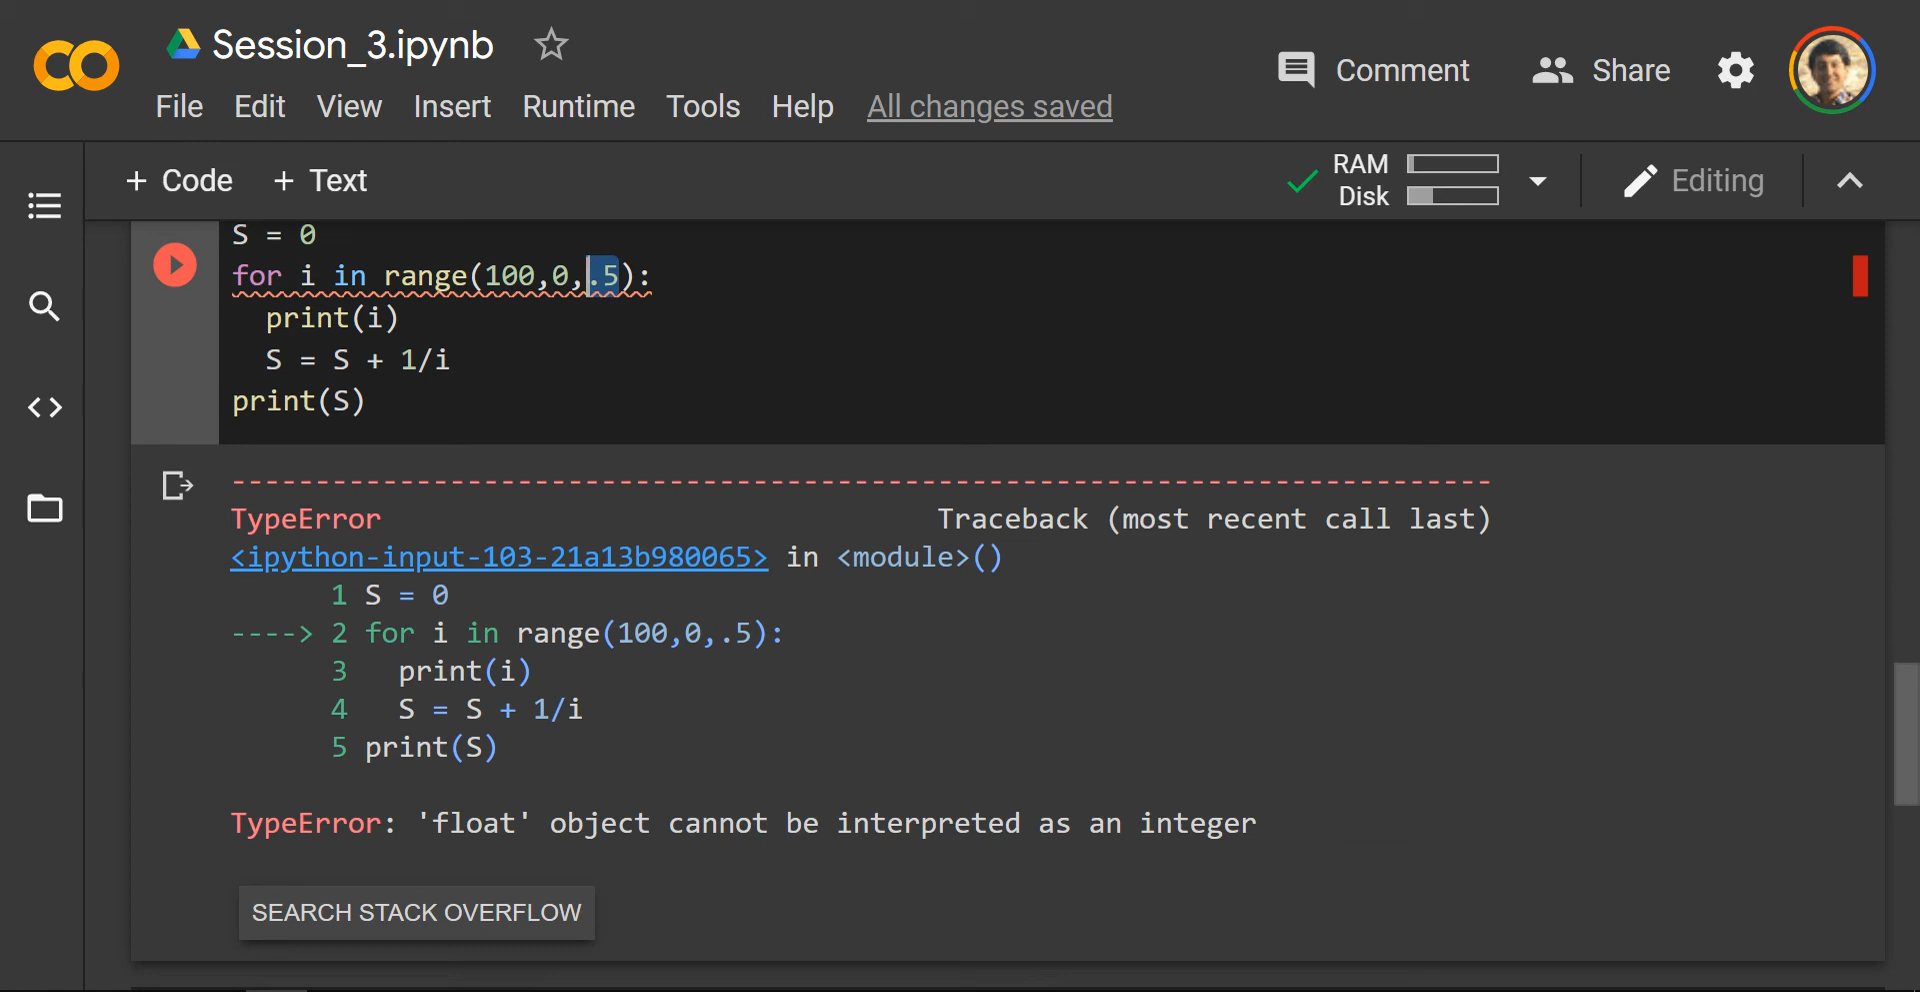 Session_3.ipynb
Comment
Share
File Edit View Insert Runtime Tools Help All changes saved
+ Code + Text
RAM
Disk
Editing
S = 0
for i in range(100,0,.5):
  print(i)
  S = S + 1/i
print(S)
---------------------------------------------------------------------------
TypeError                                 Traceback (most recent call last)
<ipython-input-103-21a13b980065> in <module>()
      1 S = 0
----> 2 for i in range(100,0,.5):
      3   print(i)
      4   S = S + 1/i
      5 print(S)
TypeError: 'float' object cannot be interpreted as an integer
SEARCH STACK OVERFLOW